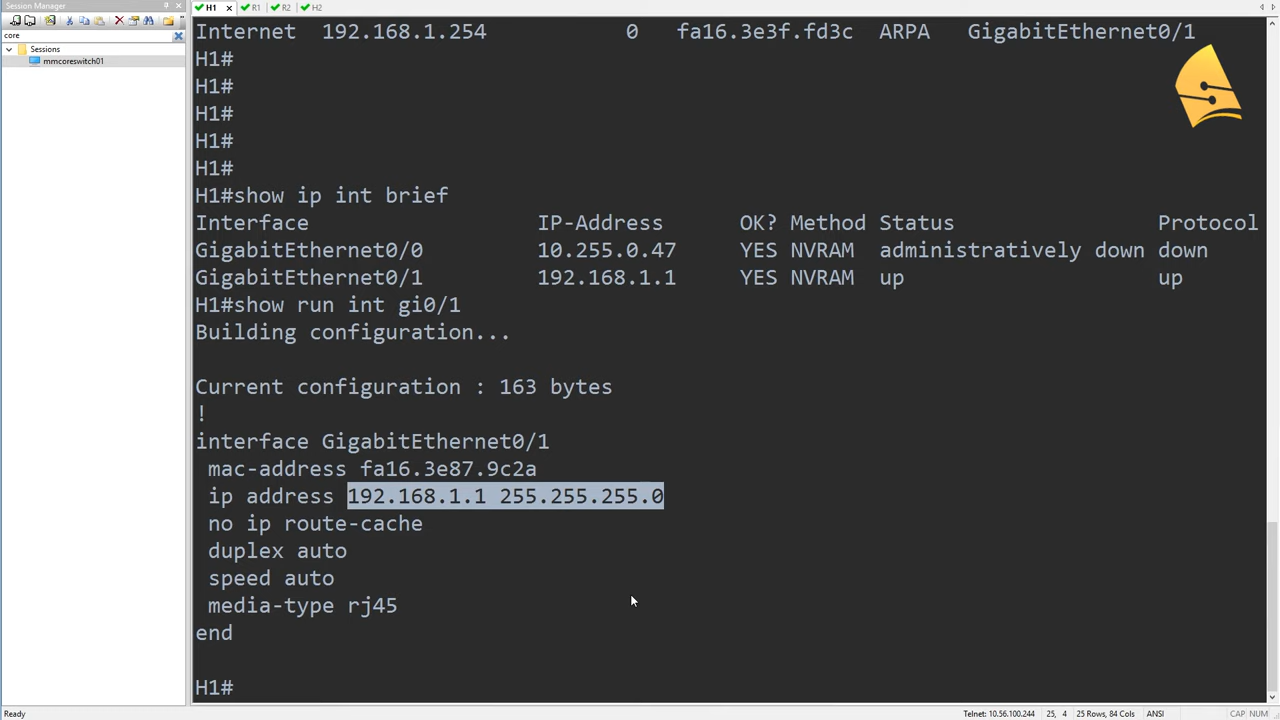 Session Manager
H1
R1
R2
H2
core
Sessions
mmcoreswitch01
Internet  192.168.1.254           0   fa16.3e3f.fd3c  ARPA   GigabitEthernet0/1
H1#
H1#
H1#
H1#
H1#
H1#show ip int brief
Interface                  IP-Address      OK? Method Status                Protocol
GigabitEthernet0/0         10.255.0.47     YES NVRAM  administratively down down
GigabitEthernet0/1         192.168.1.1     YES NVRAM  up                    up
H1#show run int gi0/1
Building configuration...
Current configuration : 163 bytes
!
interface GigabitEthernet0/1
 mac-address fa16.3e87.9c2a
 ip address 192.168.1.1 255.255.255.0
 no ip route-cache
 duplex auto
 speed auto
 media-type rj45
end
H1#
Ready
Telnet: 10.56.100.244    25,  4    25 Rows, 84 Cols    ANSI    CAP  NUM